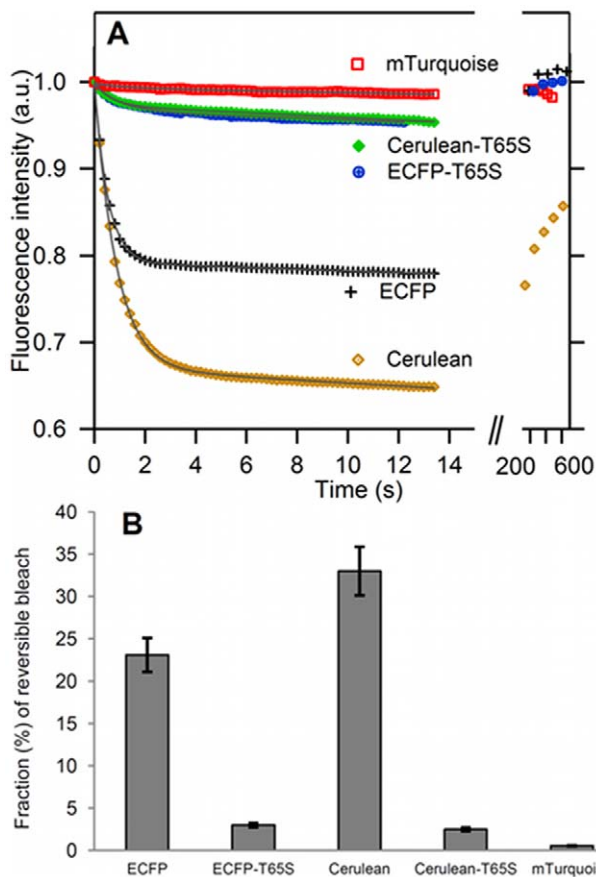 A
mTurquoise
Cerulean-T65S
ECFP-T65S
ECFP
Cerulean
Fluorescence intensity (a.u.)
1.0
0.9
0.8
0.7
0.6
0 2 4 6 8 10 12 14 // 200 600
Time (s)
B
Fraction (%) of reversible bleach
40
35
30
25
20
15
10
5
0
ECFP ECFP-T65S Cerulean Cerulean-T65S mTurquoi